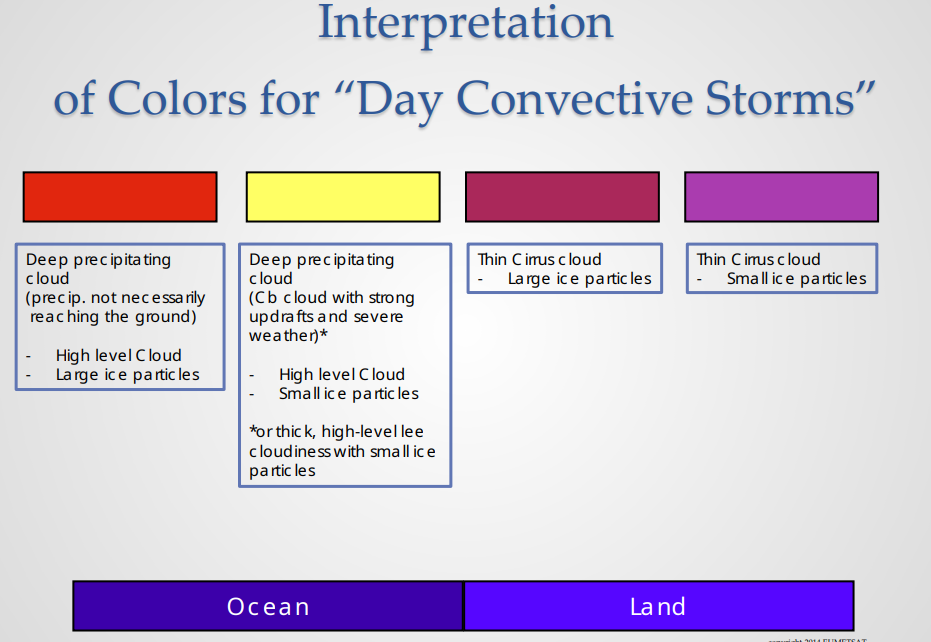 Interpretation
of Colors for “Day Convective Storms”
Deep precipitating
cloud
(precip. not necessarily
reaching the ground)
- High level Cloud
- Large ice particles
Deep precipitating
cloud
(Cb cloud with strong
updrafts and severe
weather)*
- High level Cloud
- Small ice particles
*or thick, high-level lee
cloudiness with small ice
particles
Thin Cirrus cloud
- Large ice particles
Thin Cirrus cloud
- Small ice particles
Ocean
Land
copyright 2014 EUMETSAT